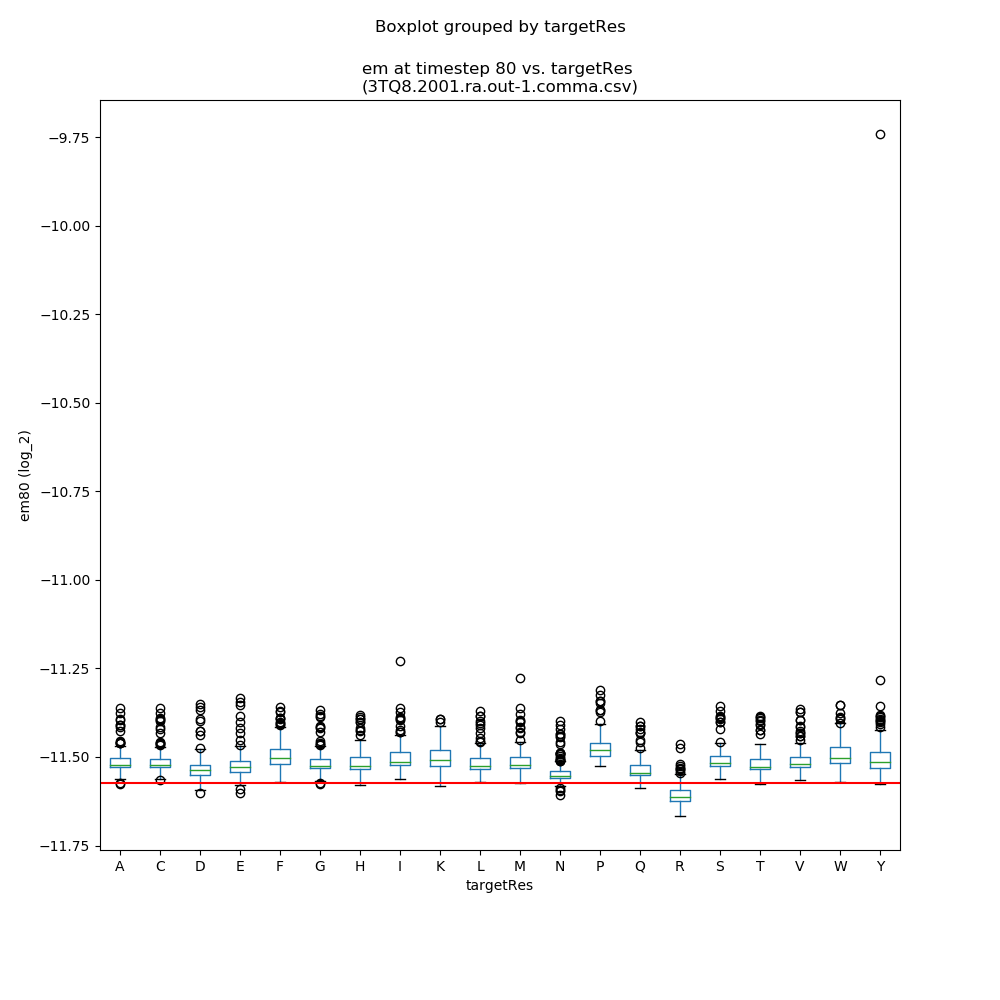 Boxplot grouped by targetRes
em at timestep 80 vs. targetRes
(3TQ8.2001.ra.out-1.comma.csv)
−9.75
−10.00
−10.25
−10.50
−10.75
−11.00
−11.25
−11.50
−11.75
em80 (log_2)
A C D E F G H I K L M N P Q R S T V W Y
targetRes